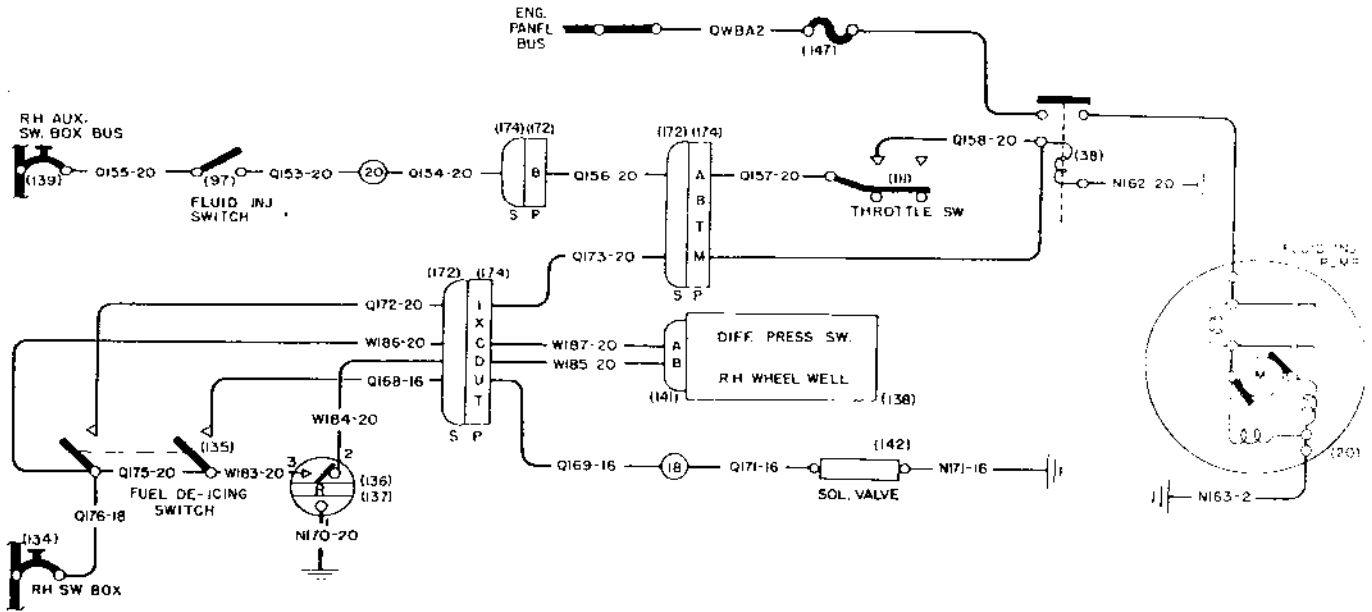 ENG.
PANEL
BUS
QWBA2
(147)
RH AUX.
SW. BOX BUS
(139)
Q155-20
(97)
FLUID INJ
SWITCH
Q153-20
20
Q154-20
(174) (172)
B
S P
Q156-20
(172) (174)
A
B
T
M
S P
Q157-20
Q158-20
THROTTLE SW
(38)
N162-20
Q173-20
(172) (174)
I
X
C
D
U
T
S P
Q172-20
W186-20
Q168-16
W184-20
W187-20
W185-20
A
B
(141)
DIFF. PRESS SW.
RH WHEEL WELL
(138)
(135)
Q175-20
W183-20
FUEL DE-ICING
SWITCH
3
2
R
1
(136)
(137)
N170-20
Q176-18
(134)
RH SW BOX
Q169-16
18
Q171-16
(142)
SOL. VALVE
N171-16
FLUID INJ
PUMP
M
(20)
N163-2